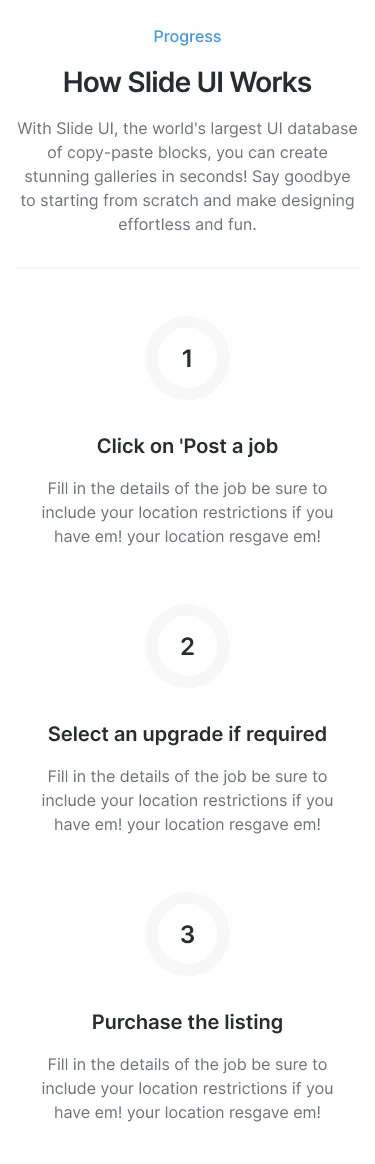 Progress
How Slide UI Works
With Slide UI, the world's largest UI database
of copy-paste blocks, you can create
stunning galleries in seconds! Say goodbye
to starting from scratch and make designing
effortless and fun.
1
Click on 'Post a job
Fill in the details of the job be sure to
include your location restrictions if you
have em! your location resgave em!
2
Select an upgrade if required
Fill in the details of the job be sure to
include your location restrictions if you
have em! your location resgave em!
3
Purchase the listing
Fill in the details of the job be sure to
include your location restrictions if you
have em! your location resgave em!